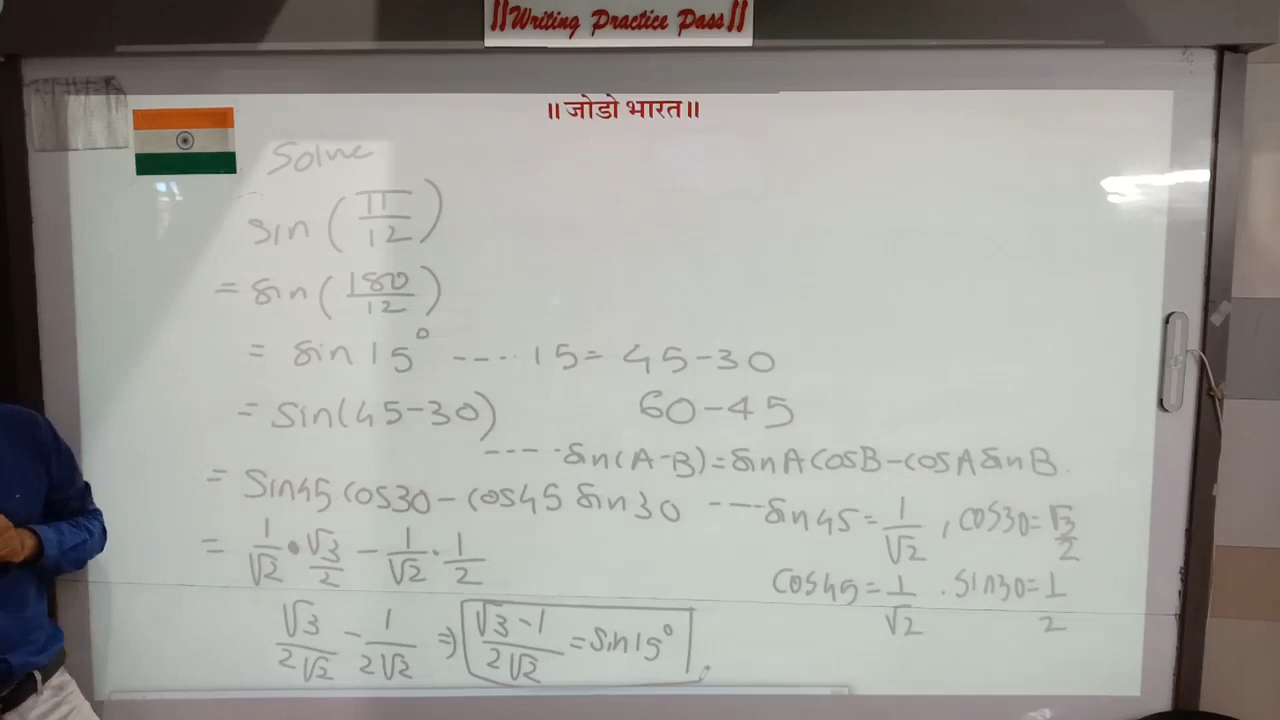 ||Writing Practice Pass||
॥ जोडो भारत॥
Solve
sin (π/12)
= sin (180/12)
= sin 15° ---- 15 = 45-30
= sin(45-30) 60-45
---- sin(A-B) = sinA cosB - cosA sinB.
= Sin45 cos30 - cos45 sin30 ---- sin45 = 1/√2 , cos30 = √3/2
= 1/√2 • √3/2 - 1/√2 · 1/2 cos45 = 1/√2 . sin30 = 1/2
√3/2√2 - 1/2√2 ⇒ √3-1/2√2 = sin15°.